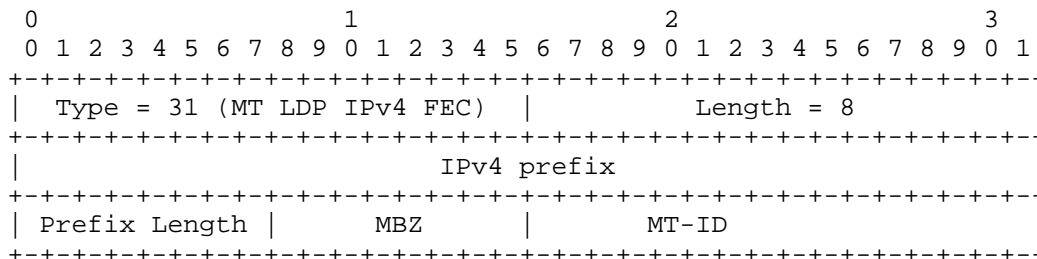 0                   1                   2                   3
 0 1 2 3 4 5 6 7 8 9 0 1 2 3 4 5 6 7 8 9 0 1 2 3 4 5 6 7 8 9 0 1
+-+-+-+-+-+-+-+-+-+-+-+-+-+-+-+-+-+-+-+-+-+-+-+-+-+-+-+-+-+-+-+-
|  Type = 31 (MT LDP IPv4 FEC)  |          Length = 8
+-+-+-+-+-+-+-+-+-+-+-+-+-+-+-+-+-+-+-+-+-+-+-+-+-+-+-+-+-+-+-+-
|                          IPv4 prefix
+-+-+-+-+-+-+-+-+-+-+-+-+-+-+-+-+-+-+-+-+-+-+-+-+-+-+-+-+-+-+-+-
| Prefix Length |      MBZ      |       MT-ID
+-+-+-+-+-+-+-+-+-+-+-+-+-+-+-+-+-+-+-+-+-+-+-+-+-+-+-+-+-+-+-+-